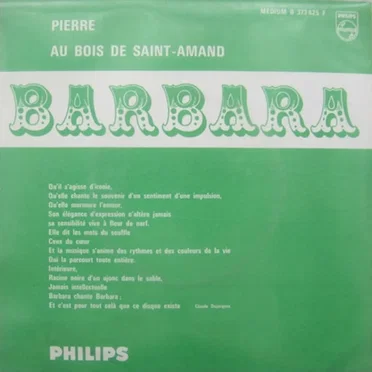 PIERRE
MEDIUM B 373625 F
PHILIPS
AU BOIS DE SAINT-AMAND
BARBARA
Qu'il s'agisse d'ironie,
Qu'elle chante le souvenir d'un sentiment d'une impulsion,
Qu'elle murmure l'amour,
Son élégance d'expression n'altère jamais
sa sensibilité vive à fleur de nerf.
Elle dit les mots du souffle
Ceux du cœur
Et la musique s'anime des rythmes et des couleurs de la vie
Qui la parcourt toute entière.
Intérieure,
Racine noire d'un ajonc dans le sable,
Jamais intellectuelle
Barbara chante Barbara ;
Et c'est pour tout celà que ce disque existe Claude
PHILIPS